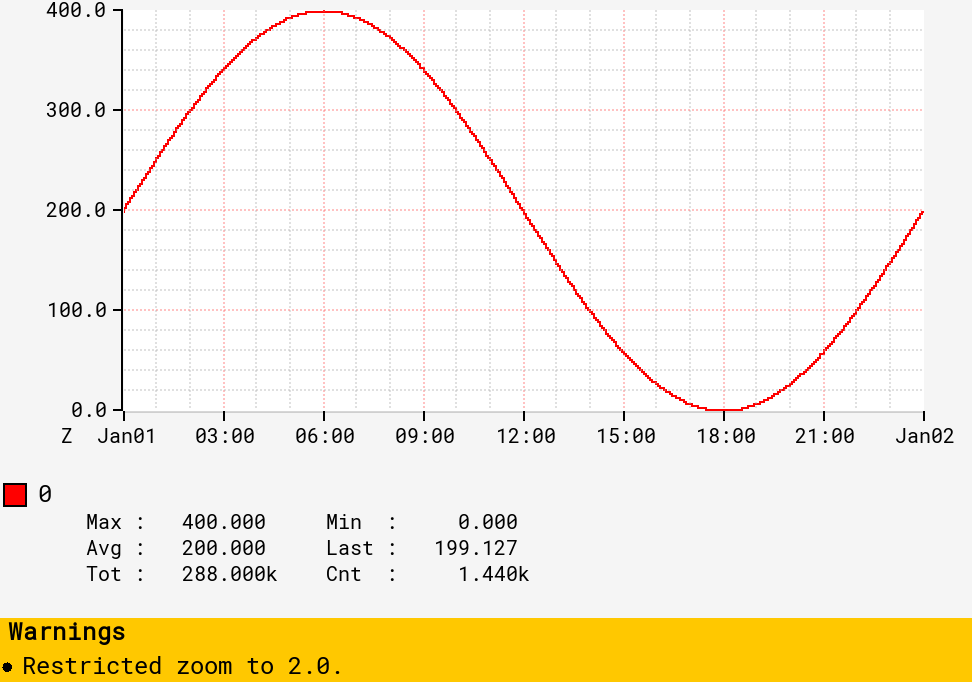 400.0
300.0
200.0
100.0
0.0
Z Jan01 03:00 06:00 09:00 12:00 15:00 18:00 21:00 Jan02
0
Max : 400.000 Min : 0.000
Avg : 200.000 Last : 199.127
Tot : 288.000k Cnt : 1.440k
Warnings
• Restricted zoom to 2.0.